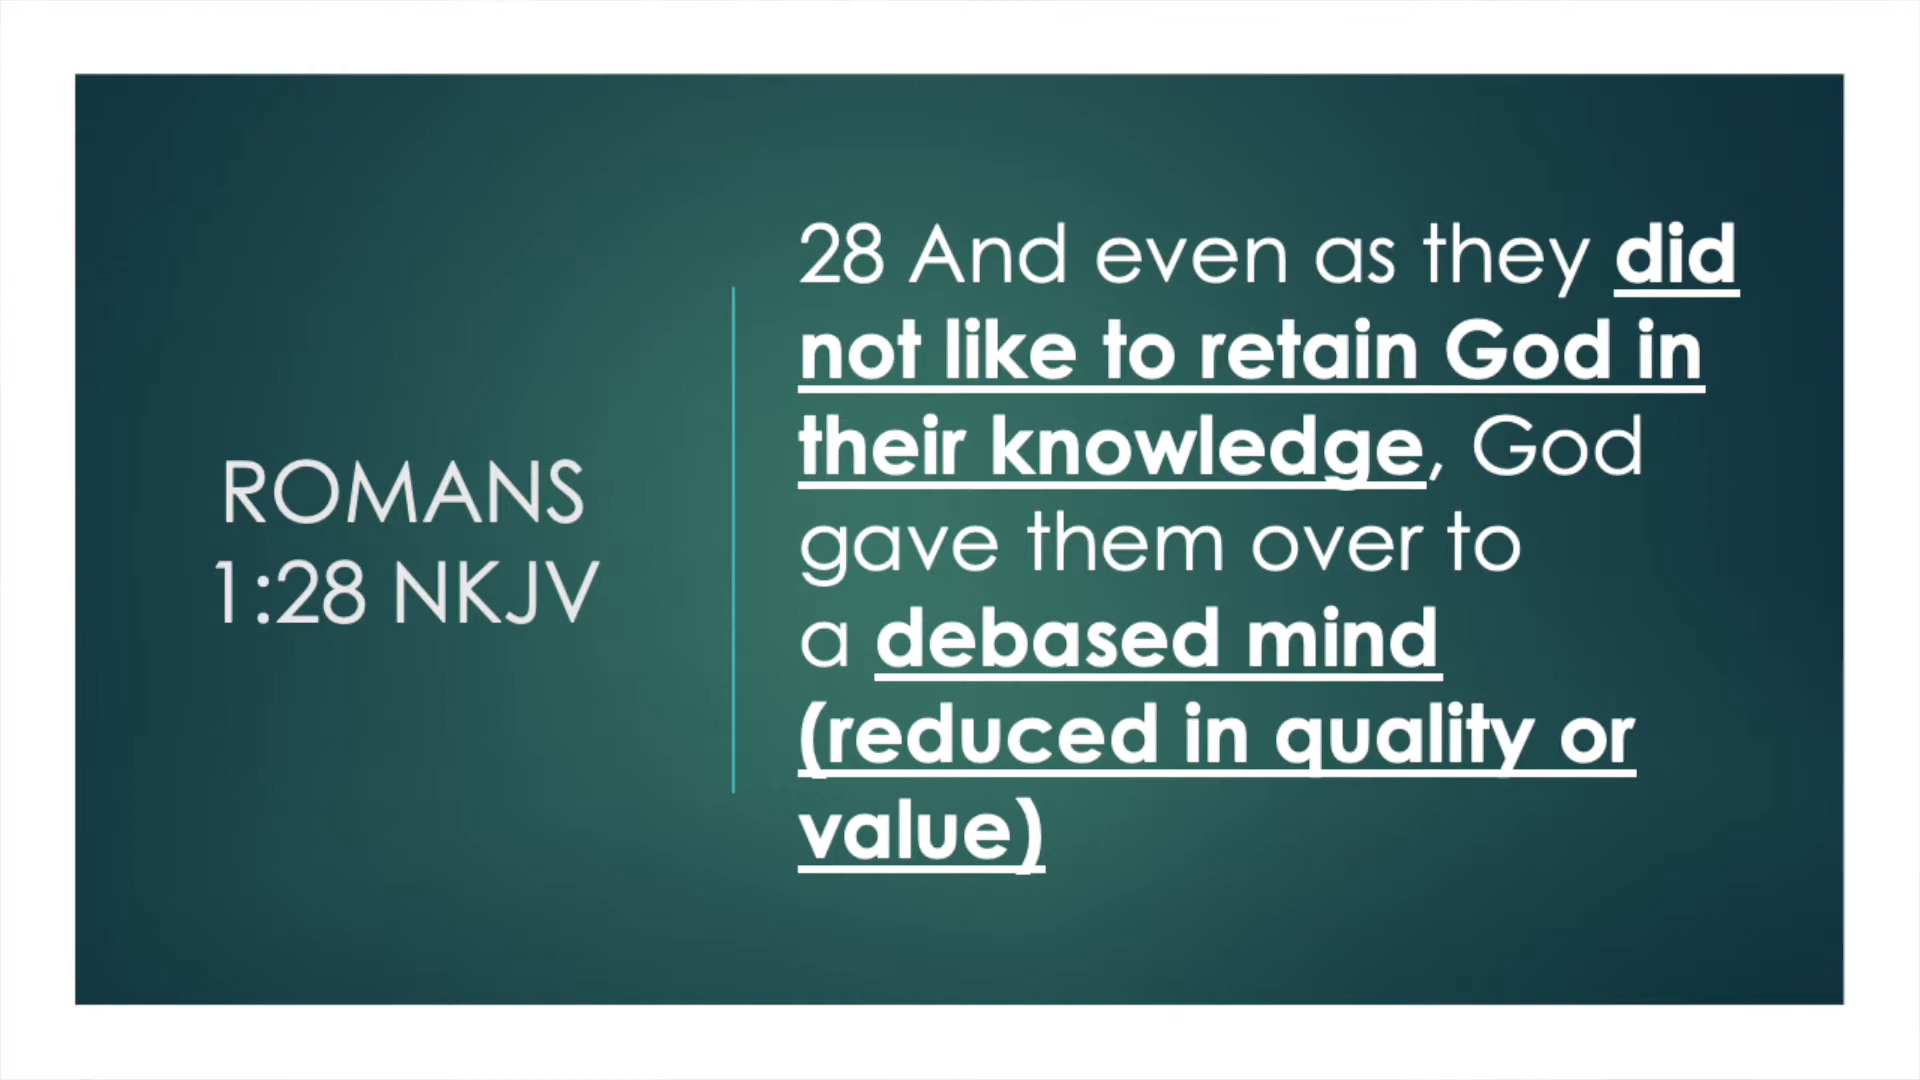 ROMANS
1:28 NKJV
28 And even as they did
not like to retain God in
their knowledge, God
gave them over to
a debased mind
(reduced in quality or
value)